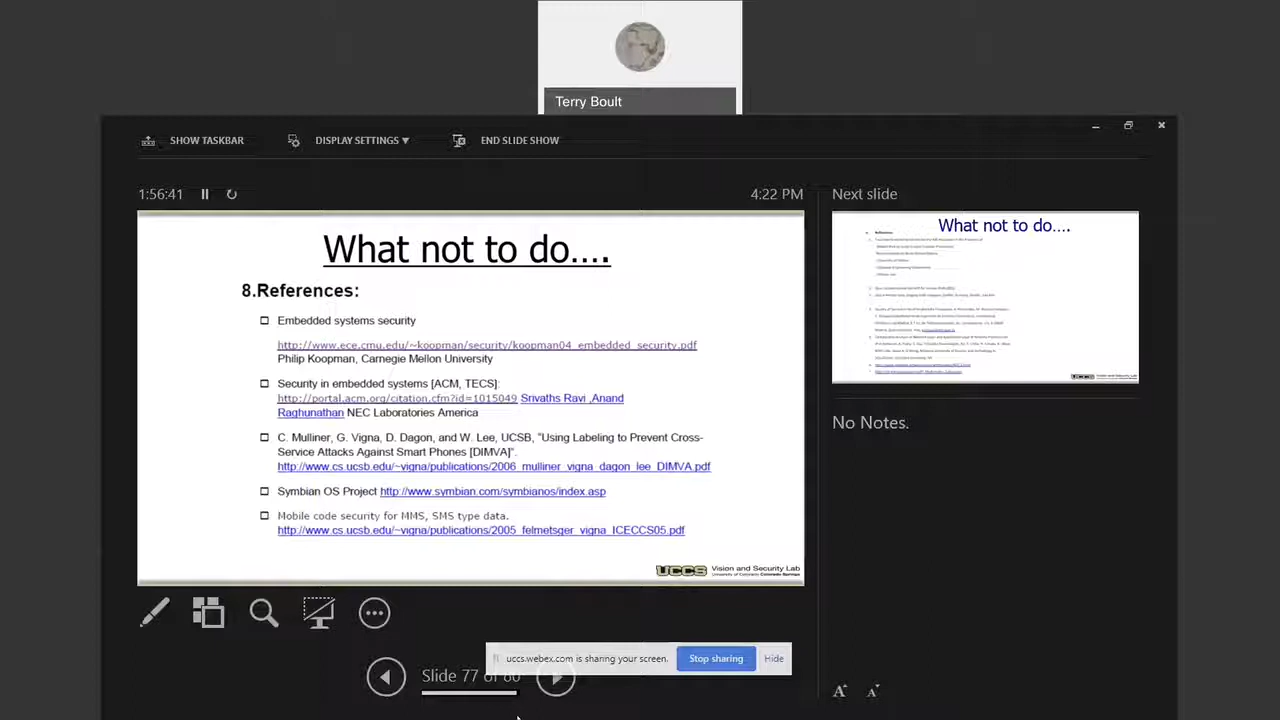 Terry Boult
SHOW TASKBAR
DISPLAY SETTINGS ▼
END SLIDE SHOW
1:56:41
4:22 PM
Next slide
What not to do....
8.References:
Embedded systems security
http://www.ece.cmu.edu/~koopman/security/koopman04_embedded_security.pdf
Philip Koopman, Carnegie Mellon University
Security in embedded systems [ACM, TECS]:
http://portal.acm.org/citation.cfm?id=1015049 Srivaths Ravi ,Anand
Raghunathan NEC Laboratories America
C. Mulliner, G. Vigna, D. Dagon, and W. Lee, UCSB, "Using Labeling to Prevent Cross-
Service Attacks Against Smart Phones [DIMVA]".
http://www.cs.ucsb.edu/~vigna/publications/2006_mulliner_vigna_dagon_lee_DIMVA.pdf
Symbian OS Project http://www.symbian.com/symbianos/index.asp
Mobile code security for MMS, SMS type data.
http://www.cs.ucsb.edu/~vigna/publications/2005_felmetsger_vigna_ICECCS05.pdf
UCCS Vision and Security Lab
University of Colorado Colorado Springs
What not to do....
No Notes.
uccs.webex.com is sharing your screen.
Stop sharing
Hide
Slide 77 of 80
A A